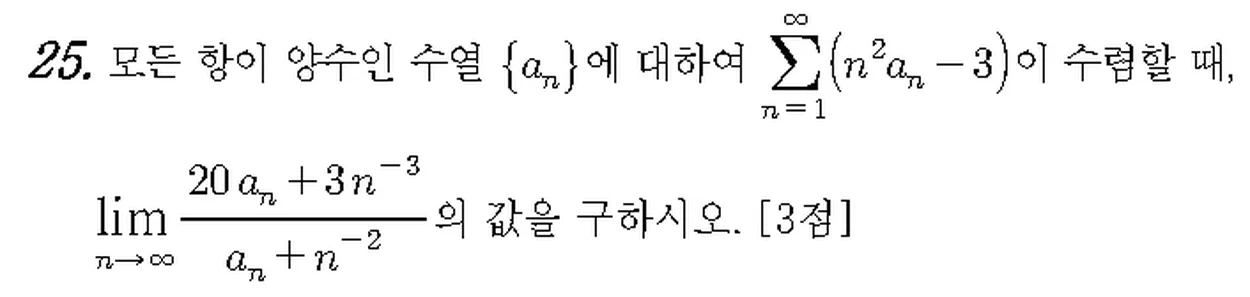 25. 모든 항이 양수인 수열 {aₙ}에 대하여 ∑_{n=1}^{∞}(n²aₙ − 3)이 수렴할 때,
lim_{n→∞} (20aₙ + 3n⁻³)/(aₙ + n⁻²) 의 값을 구하시오. [3점]